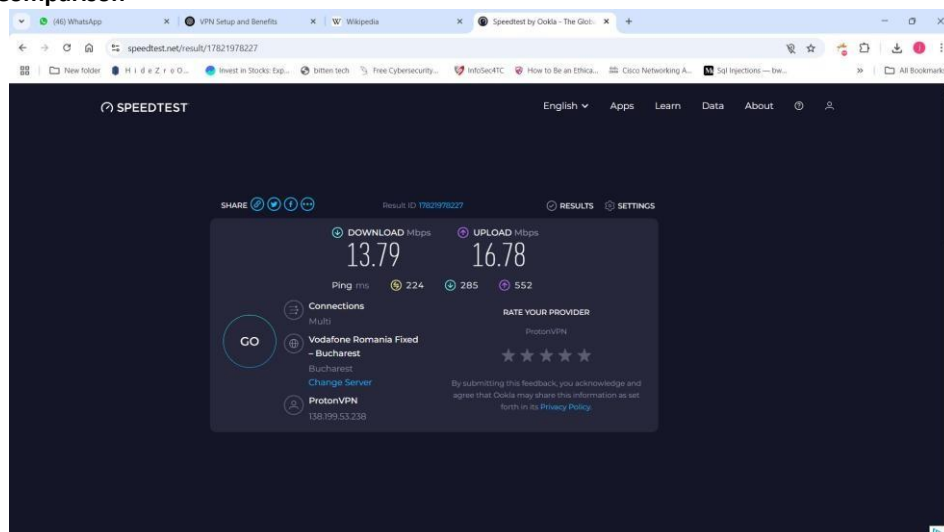 (46) WhatsApp VPN Setup and Benefits Wikipedia Speedtest by Ookla - The Glob
speedtest.net/result/17821978227
New folder H i d e Z r o O... Invest in Stocks: Exp... bitten tech Free Cybersecurity... InfoSec4TC How to Be an Ethica... Cisco Networking A... Sql Injections — bw... All Bookmarks
SPEEDTEST English Apps Learn Data About
SHARE Result ID 17821978227 RESULTS SETTINGS
DOWNLOAD Mbps UPLOAD Mbps
13.79 16.78
Ping ms 224 285 552
Connections
Multi
RATE YOUR PROVIDER
ProtonVPN
GO
Vodafone Romania Fixed
– Bucharest
Bucharest
Change Server
By submitting this feedback, you acknowledge and
agree that Ookla may share this information as set
forth in its Privacy Policy.
ProtonVPN
138.199.53.238